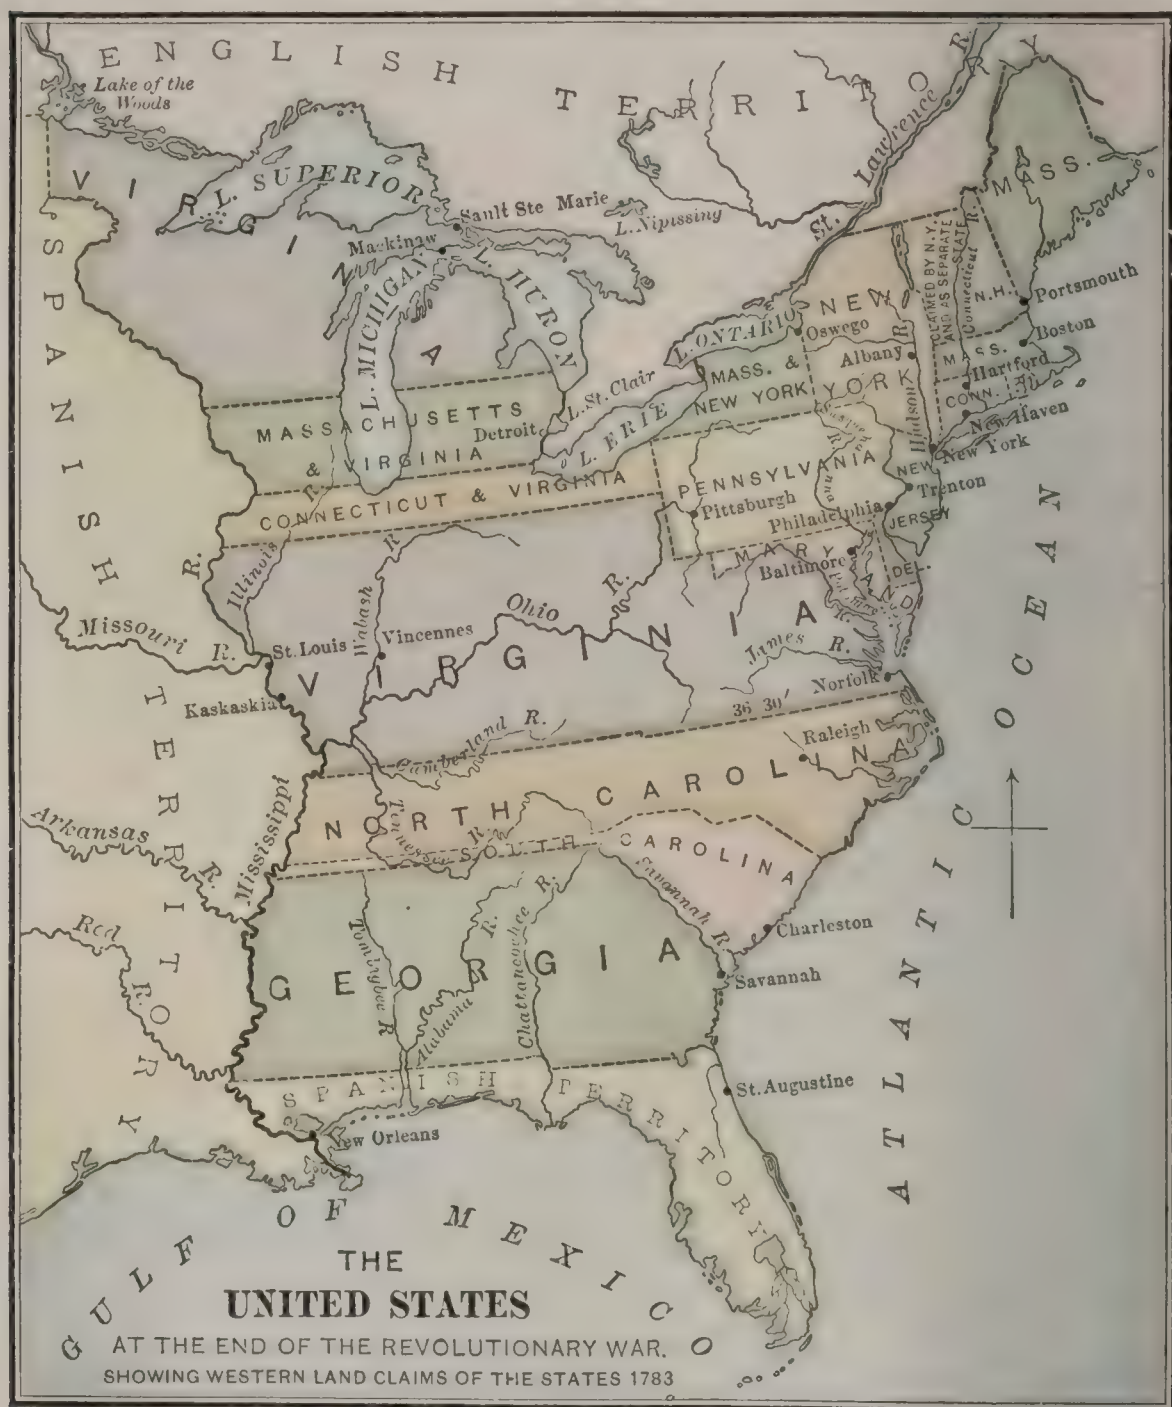 ENGLISH TERRITORY
Lake of the
Woods
VIRGINIA
L. SUPERIOR
Sault Ste Marie
L. Nipissing
Mackinaw
L. MICHIGAN
L. HURON
St. Lawrence R.
MASS.
CLAIMED BY N.Y.
AND AS SEPARATE
STATE
Connecticut R.
N.H.
Portsmouth
NEW
YORK
L. ONTARIO
Oswego
Albany
Hudson R.
MASS.
Boston
Hartford
CONN.
R.I.
New Haven
New York
MASS. &
NEW YORK
L. St. Clair
L. ERIE
Detroit
MASSACHUSETTS
& VIRGINIA
CONNECTICUT & VIRGINIA
PENNSYLVANIA
Pittsburgh
Philadelphia
Trenton
NEW
JERSEY
MARYLAND
Baltimore
DEL.
SPANISH
TERRITORY
R.
Illinois R.
Wabash R.
Ohio R.
Missouri R.
St. Louis
Vincennes
Kaskaskia
VIRGINIA
James R.
Norfolk
36 30'
Cumberland R.
Raleigh
NORTH CAROLINA
Tennessee R.
SOUTH CAROLINA
Mississippi
Arkansas R.
Red R.
Savannah R.
Charleston
Savannah
GEORGIA
Tombigbee R
Alabama R.
Chattahoochee R.
SPANISH TERRITORY
St. Augustine
New Orleans
ATLANTIC OCEAN
GULF OF MEXICO
THE
UNITED STATES
AT THE END OF THE REVOLUTIONARY WAR.
SHOWING WESTERN LAND CLAIMS OF THE STATES 1783